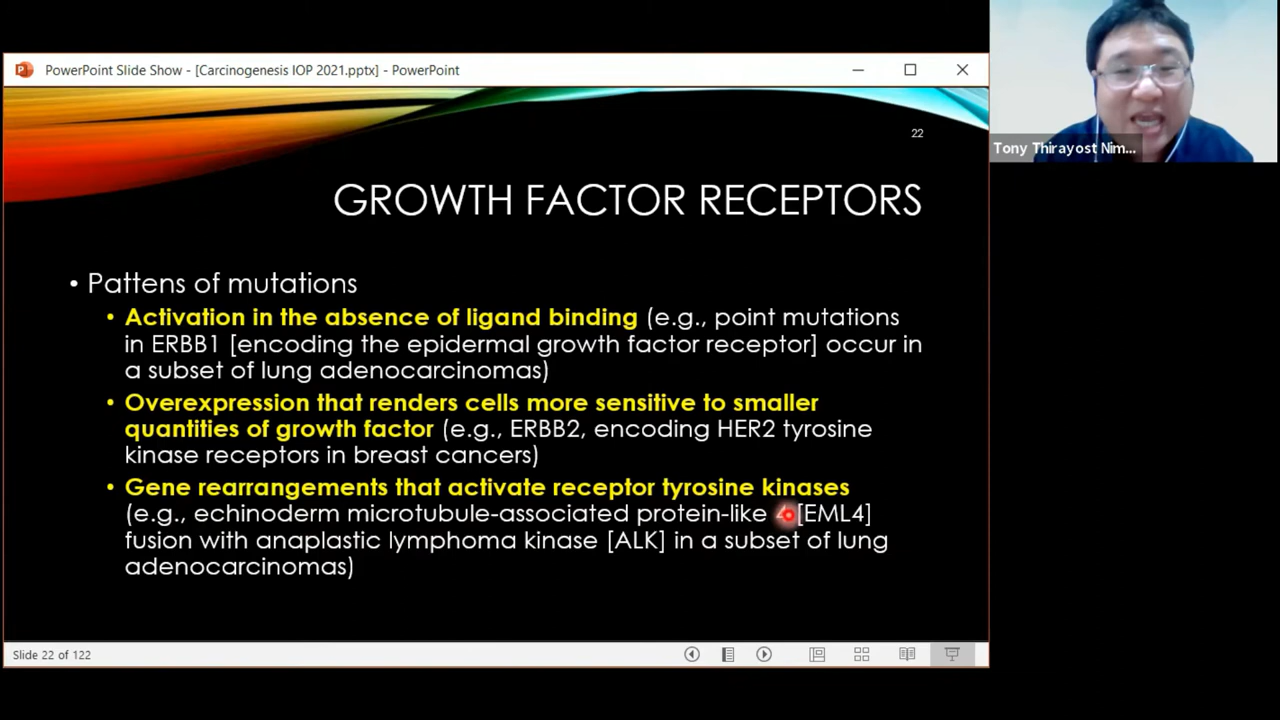 PowerPoint Slide Show - [Carcinogenesis IOP 2021.pptx] - PowerPoint
Tony Thirayost Nim...
22
GROWTH FACTOR RECEPTORS
• Pattens of mutations
• Activation in the absence of ligand binding (e.g., point mutations
in ERBB1 [encoding the epidermal growth factor receptor] occur in
a subset of lung adenocarcinomas)
• Overexpression that renders cells more sensitive to smaller
quantities of growth factor (e.g., ERBB2, encoding HER2 tyrosine
kinase receptors in breast cancers)
• Gene rearrangements that activate receptor tyrosine kinases
(e.g., echinoderm microtubule-associated protein-like 4 [EML4]
fusion with anaplastic lymphoma kinase [ALK] in a subset of lung
adenocarcinomas)
Slide 22 of 122